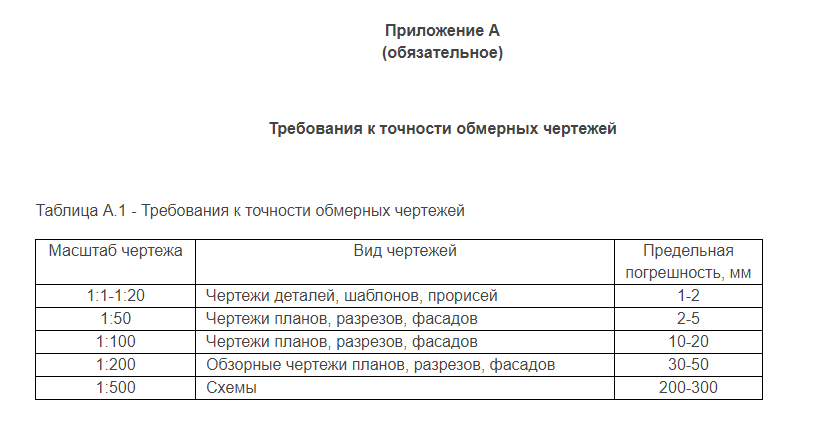 Приложение А
(обязательное)
Требования к точности обмерных чертежей
Таблица А.1 - Требования к точности обмерных чертежей
Масштаб чертежа Вид чертежей Предельная
погрешность, мм
1:1-1:20 Чертежи деталей, шаблонов, прорисей 1-2
1:50 Чертежи планов, разрезов, фасадов 2-5
1:100 Чертежи планов, разрезов, фасадов 10-20
1:200 Обзорные чертежи планов, разрезов, фасадов 30-50
1:500 Схемы 200-300